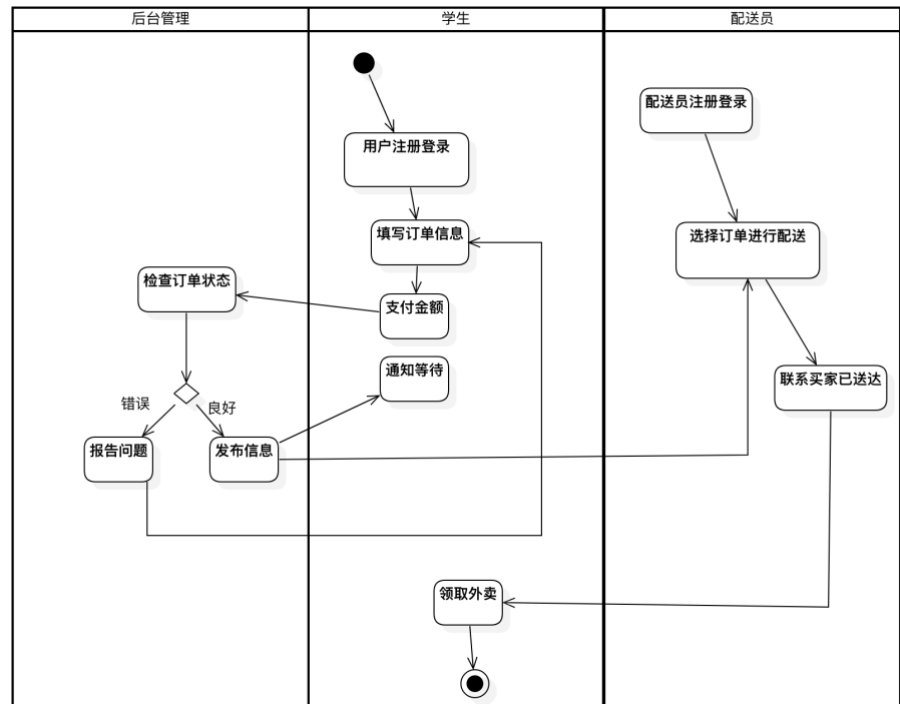 后台管理
学生
配送员
配送员注册登录
用户注册登录
填写订单信息
选择订单进行配送
检查订单状态
支付金额
通知等待
联系买家已送达
错误
良好
报告问题
发布信息
领取外卖